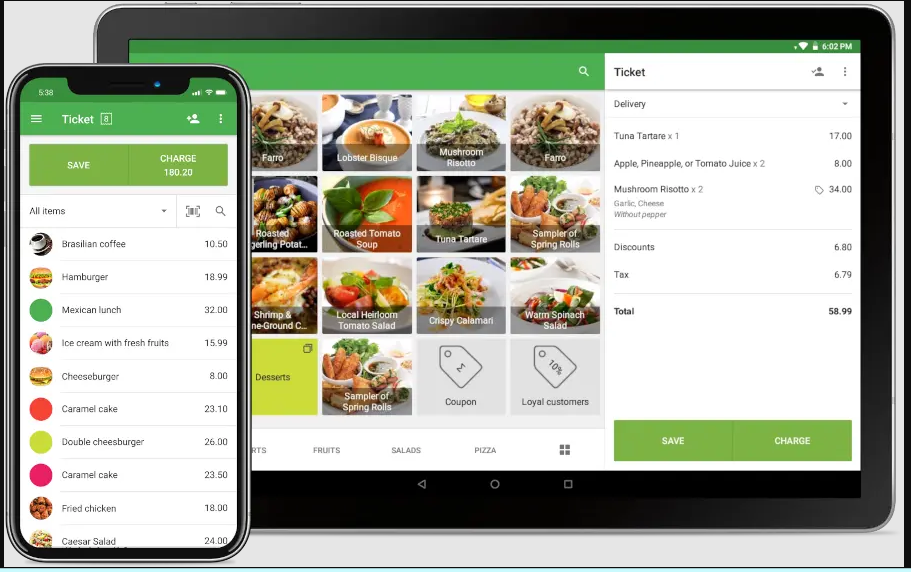 5:38
Ticket 8
SAVE
CHARGE
180.20
All items
Brasilian coffee 10.50
Hamburger 18.99
Mexican lunch 32.00
Ice cream with fresh fruits 15.99
Cheeseburger 8.00
Caramel cake 23.10
Double cheesburger 26.00
Caramel cake 23.50
Fried chicken 18.00
Caesar Salad 24.00
6:02 PM
Farro
Lobster Bisque
Mushroom
Risotto
Farro
Roasted
gerling Potat...
Roasted Tomato
Soup
Tuna Tartare
Sampler of
Spring Rolls
Shrimp &
ne-Ground C...
Local Heirloom
Tomato Salad
Crispy Calamari
Warm Spinach
Salad
Desserts
Sampler of
Spring Rolls
Σ
Coupon
10%
Loyal customers
RTS
FRUITS
SALADS
PIZZA
Ticket
Delivery
Tuna Tartare x 1 17.00
Apple, Pineapple, or Tomato Juice x 2 8.00
Mushroom Risotto x 2 34.00
Garlic, Cheese
Without pepper
Discounts 6.80
Tax 6.79
Total 58.99
SAVE
CHARGE